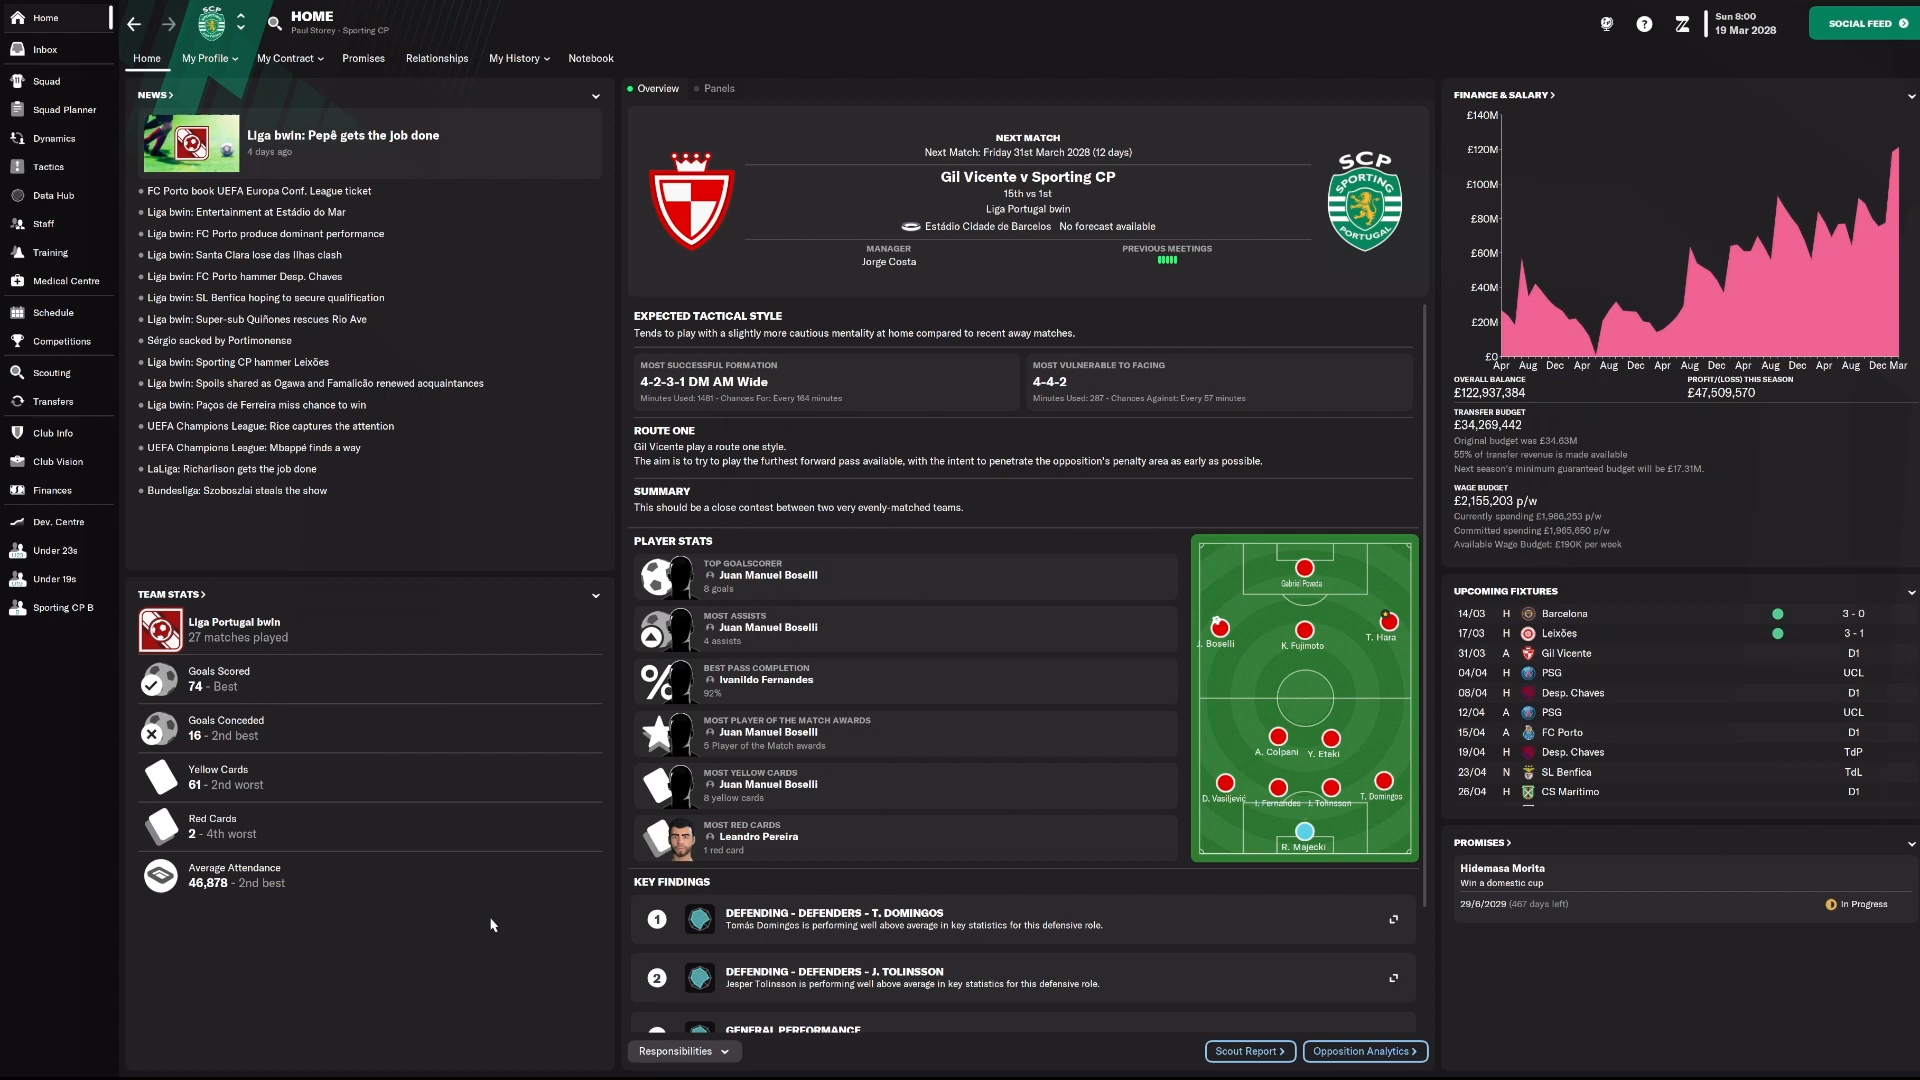 Home
Inbox
Squad
Squad Planner
Dynamics
Tactics
Data Hub
Staff
Training
Medical Centre
Schedule
Competitions
Scouting
Transfers
Club Info
Club Vision
Finances
Dev. Centre
Under 23s
Under 19s
Sporting CP B
SCP
HOME
Paul Storey - Sporting CP
Sun 8:00
19 Mar 2028
SOCIAL FEED
Home
My Profile
My Contract
Promises
Relationships
My History
Notebook
NEWS >
Liga bwin: Pepê gets the job done
4 days ago
FC Porto book UEFA Europa Conf. League ticket
Liga bwin: Entertainment at Estádio do Mar
Liga bwin: FC Porto produce dominant performance
Liga bwin: Santa Clara lose das Ilhas clash
Liga bwin: FC Porto hammer Desp. Chaves
Liga bwin: SL Benfica hoping to secure qualification
Liga bwin: Super-sub Quiñones rescues Rio Ave
Sérgio sacked by Portimonense
Liga bwin: Sporting CP hammer Leixões
Liga bwin: Spoils shared as Ogawa and Famalicão renewed acquaintances
Liga bwin: Paços de Ferreira miss chance to win
UEFA Champions League: Rice captures the attention
UEFA Champions League: Mbappé finds a way
LaLiga: Richarlison gets the job done
Bundesliga: Szoboszlai steals the show
TEAM STATS >
Liga Portugal bwin
27 matches played
Goals Scored
74 - Best
Goals Conceded
16 - 2nd best
Yellow Cards
61 - 2nd worst
Red Cards
2 - 4th worst
Average Attendance
46,878 - 2nd best
Overview
Panels
NEXT MATCH
Next Match: Friday 31st March 2028 (12 days)
Gil Vicente v Sporting CP
15th vs 1st
Liga Portugal bwin
Estádio Cidade de Barcelos No forecast available
MANAGER
Jorge Costa
PREVIOUS MEETINGS
SCP
SPORTING
PORTUGAL
EXPECTED TACTICAL STYLE
Tends to play with a slightly more cautious mentality at home compared to recent away matches.
MOST SUCCESSFUL FORMATION
4-2-3-1 DM AM Wide
Minutes Used: 1481 - Chances For: Every 164 minutes
MOST VULNERABLE TO FACING
4-4-2
Minutes Used: 287 - Chances Against: Every 57 minutes
ROUTE ONE
Gil Vicente play a route one style.
The aim is to try to play the furthest forward pass available, with the intent to penetrate the opposition's penalty area as early as possible.
SUMMARY
This should be a close contest between two very evenly-matched teams.
PLAYER STATS
TOP GOALSCORER
Juan Manuel Boselli
8 goals
MOST ASSISTS
Juan Manuel Boselli
4 assists
BEST PASS COMPLETION
Ivanildo Fernandes
92%
MOST PLAYER OF THE MATCH AWARDS
Juan Manuel Boselli
5 Player of the Match awards
MOST YELLOW CARDS
Juan Manuel Boselli
8 yellow cards
MOST RED CARDS
Leandro Pereira
1 red card
Gabriel Poveda
J. Boselli
K. Fujimoto
T. Hara
A. Colpani
Y. Eteki
D. Vasiljević
I. Fernandes
J. Tolinsson
T. Domingos
R. Majecki
KEY FINDINGS
1
DEFENDING - DEFENDERS - T. DOMINGOS
Tomás Domingos is performing well above average in key statistics for this defensive role.
2
DEFENDING - DEFENDERS - J. TOLINSSON
Jesper Tolinsson is performing well above average in key statistics for this defensive role.
GENERAL PERFORMANCE
Responsibilities
Scout Report >
Opposition Analytics >
FINANCE & SALARY >
£140M
£120M
£100M
£80M
£60M
£40M
£20M
£0
Apr Aug Dec Apr Aug Dec Apr Aug Dec Apr Aug Dec Apr Aug Dec Mar
OVERALL BALANCE
£122,937,384
PROFIT/(LOSS) THIS SEASON
£47,509,570
TRANSFER BUDGET
£34,269,442
Original budget was £34.63M
55% of transfer revenue is made available
Next season's minimum guaranteed budget will be £17.31M.
WAGE BUDGET
£2,155,203 p/w
Currently spending £1,966,253 p/w
Committed spending £1,965,650 p/w
Available Wage Budget: £190K per week
UPCOMING FIXTURES
14/03 H Barcelona 3 - 0
17/03 H Leixões 3 - 1
31/03 A Gil Vicente D1
04/04 H PSG UCL
08/04 H Desp. Chaves D1
12/04 A PSG UCL
15/04 A FC Porto D1
19/04 H Desp. Chaves TdP
23/04 N SL Benfica TdL
26/04 H CS Marítimo D1
PROMISES >
Hidemasa Morita
Win a domestic cup
29/6/2029 (467 days left)
In Progress